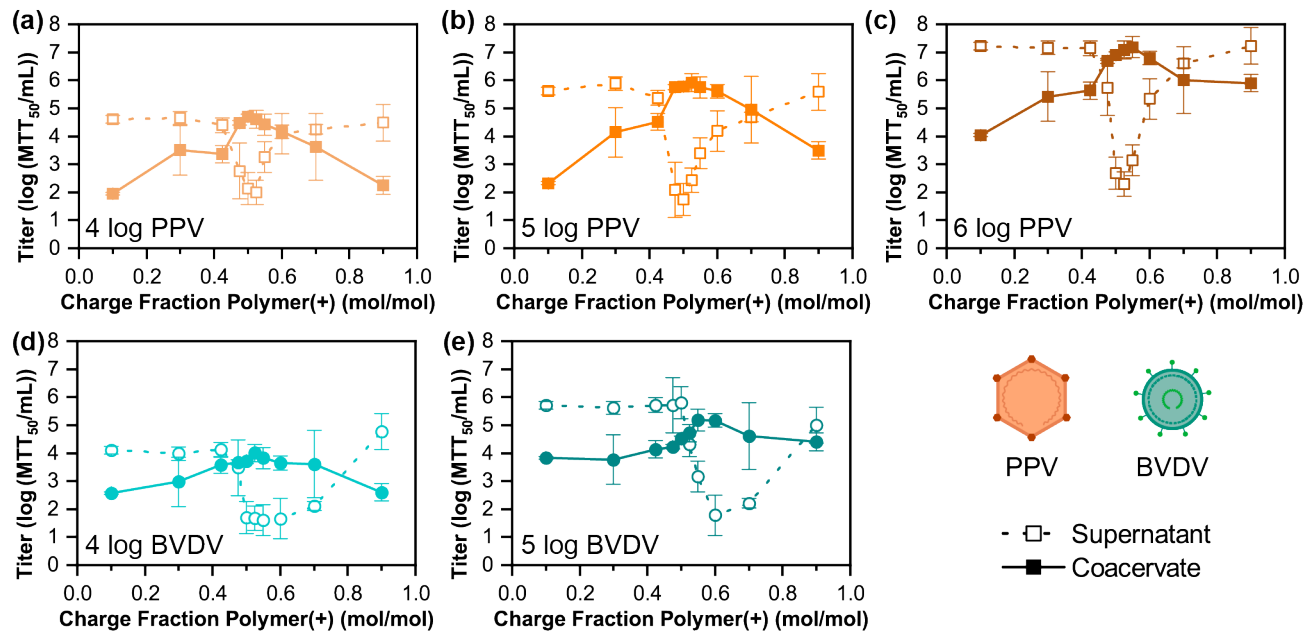 (a)
Titer (log (MTT50/mL))
8
7
6
5
4
3
2
1
0
4 log PPV
0.0 0.2 0.4 0.6 0.8 1.0
Charge Fraction Polymer(+) (mol/mol)
(b)
Titer (log (MTT50/mL))
8
7
6
5
4
3
2
1
0
5 log PPV
0.0 0.2 0.4 0.6 0.8 1.0
Charge Fraction Polymer(+) (mol/mol)
(c)
Titer (log (MTT50/mL))
8
7
6
5
4
3
2
1
0
6 log PPV
0.0 0.2 0.4 0.6 0.8 1.0
Charge Fraction Polymer(+) (mol/mol)
(d)
Titer (log (MTT50/mL))
8
7
6
5
4
3
2
1
0
4 log BVDV
0.0 0.2 0.4 0.6 0.8 1.0
Charge Fraction Polymer(+) (mol/mol)
(e)
Titer (log (MTT50/mL))
8
7
6
5
4
3
2
1
0
5 log BVDV
0.0 0.2 0.4 0.6 0.8 1.0
Charge Fraction Polymer(+) (mol/mol)
PPV BVDV
Supernatant
Coacervate